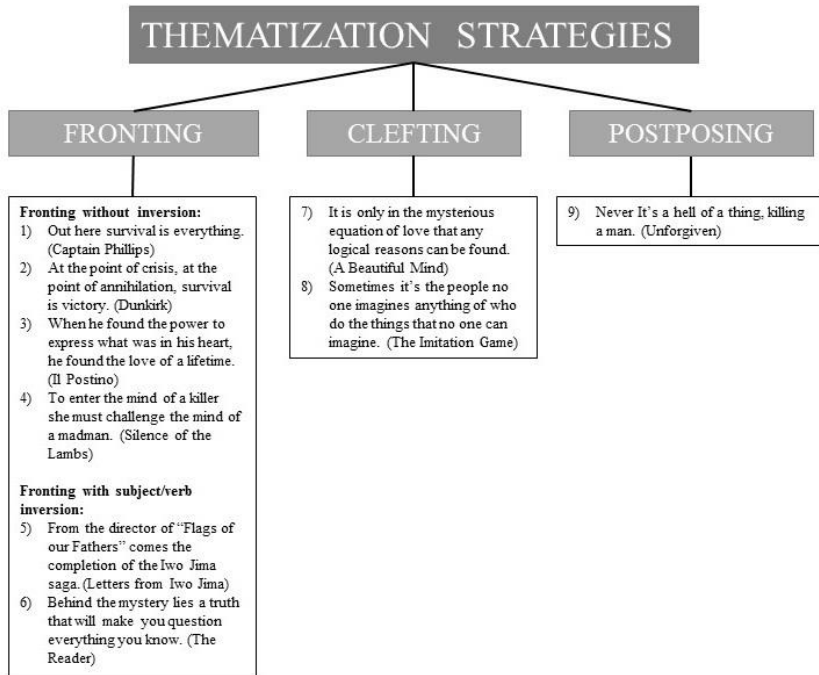 THEMATIZATION STRATEGIES
FRONTING
Fronting without inversion:
1) Out here survival is everything.
(Captain Phillips)
2) At the point of crisis, at the
point of annihilation, survival
is victory. (Dunkirk)
3) When he found the power to
express what was in his heart,
he found the love of a lifetime.
(Il Postino)
4) To enter the mind of a killer
she must challenge the mind of
a madman. (Silence of the
Lambs)
Fronting with subject/verb
inversion:
5) From the director of “Flags of
our Fathers” comes the
completion of the Iwo Jima
saga. (Letters from Iwo Jima)
6) Behind the mystery lies a truth
that will make you question
everything you know. (The
Reader)
CLEFTING
7) It is only in the mysterious
equation of love that any
logical reasons can be found.
(A Beautiful Mind)
8) Sometimes it’s the people no
one imagines anything of who
do the things that no one can
imagine. (The Imitation Game)
POSTPOSING
9) Never It’s a hell of a thing, killing
a man. (Unforgiven)